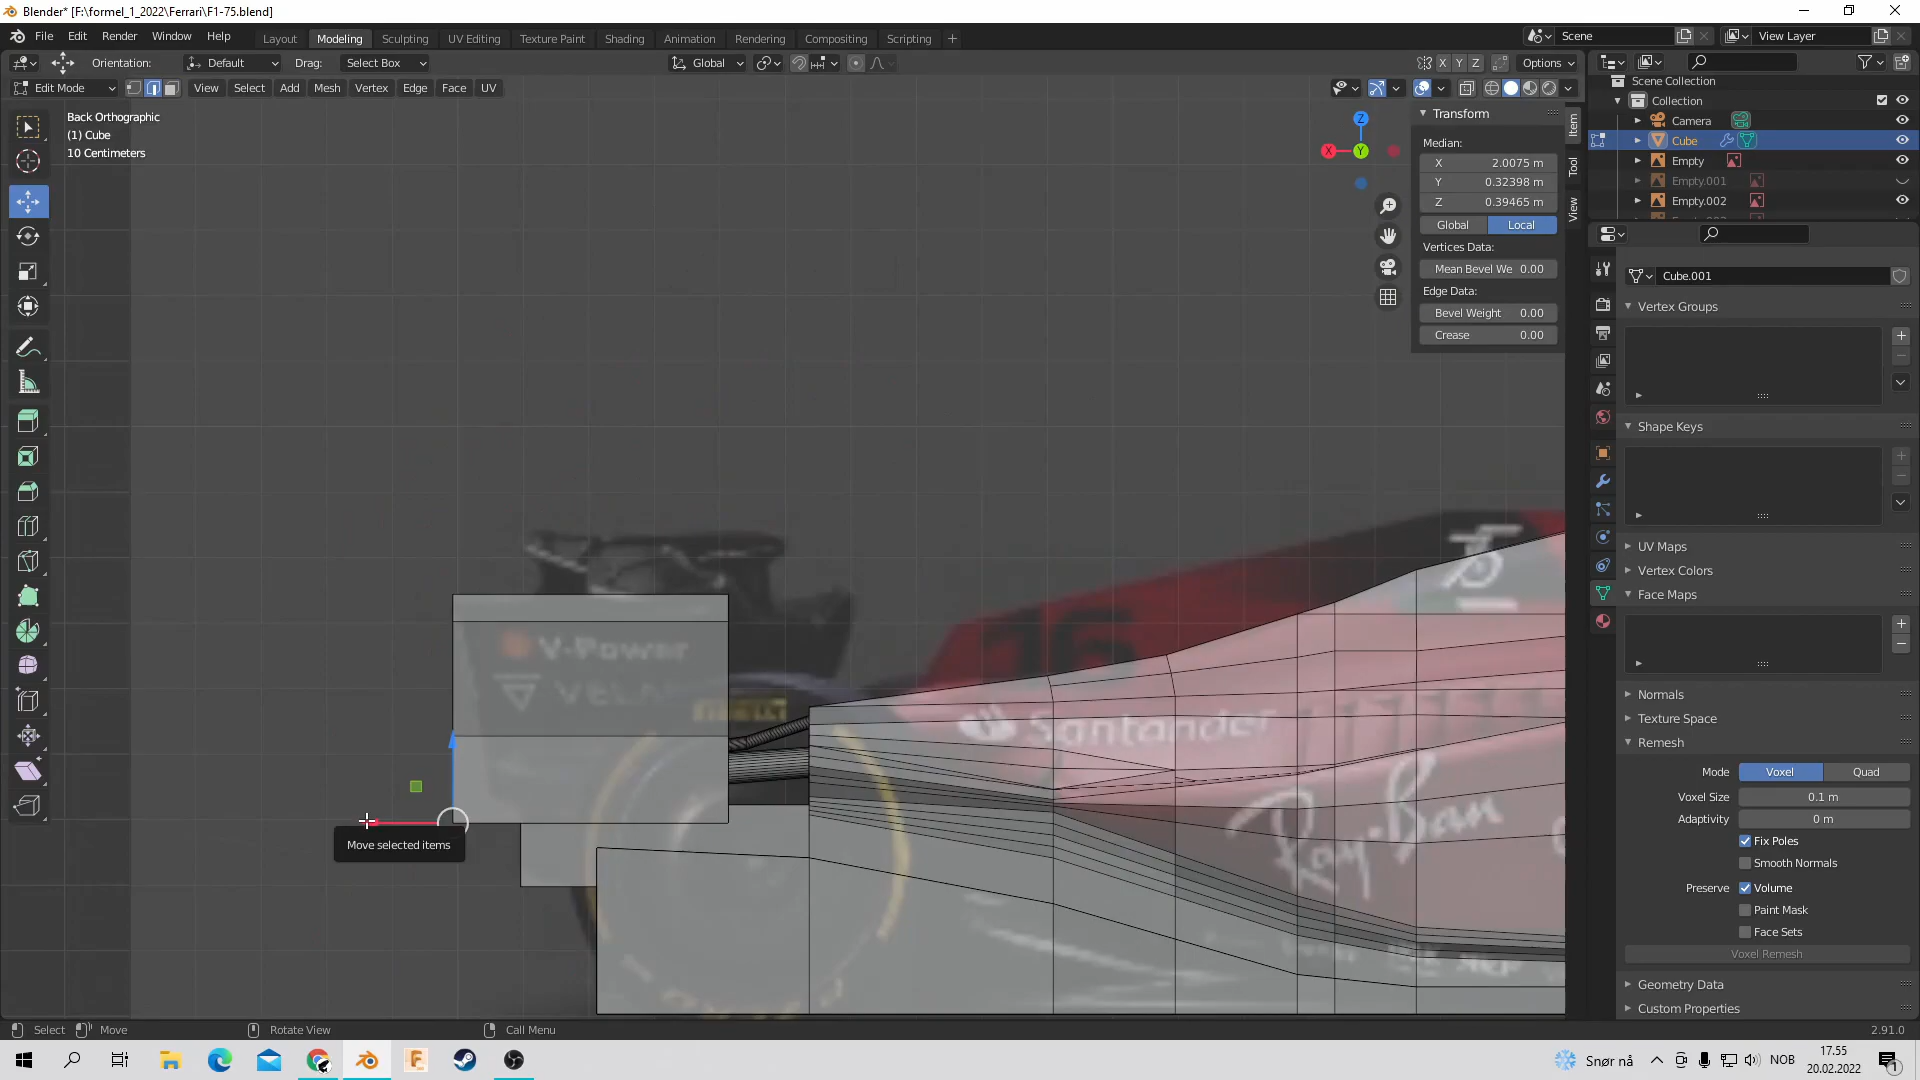 Blender* [F:\formel_1_2022\Ferrari\F1-75.blend]
File Edit Render Window Help
Layout Modeling Sculpting UV Editing Texture Paint Shading Animation Rendering Compositing Scripting
Scene View Layer
Orientation: Default Drag: Select Box Global X Y Z Options
Edit Mode View Select Add Mesh Vertex Edge Face UV
Back Orthographic
(1) Cube
10 Centimeters
Z
X Y
Transform
Median:
X 2.0075 m
Y 0.32398 m
Z 0.39465 m
Global Local
Vertices Data:
Mean Bevel We 0.00
Edge Data:
Bevel Weight 0.00
Crease 0.00
Item
Tool
View
Scene Collection
Collection
Camera
Cube
Empty
Empty.001
Empty.002
Cube.001
Vertex Groups
Shape Keys
UV Maps
Vertex Colors
Face Maps
Normals
Texture Space
Remesh
Mode Voxel Quad
Voxel Size 0.1 m
Adaptivity 0 m
Fix Poles
Smooth Normals
Preserve Volume
Paint Mask
Face Sets
Voxel Remesh
Geometry Data
Custom Properties
V-Power
PIRELLI
16
Santander
Ray-Ban
Move selected items
Select Move Rotate View Call Menu 2.91.0
Snør nå NOB 17.55
20.02.2022
1